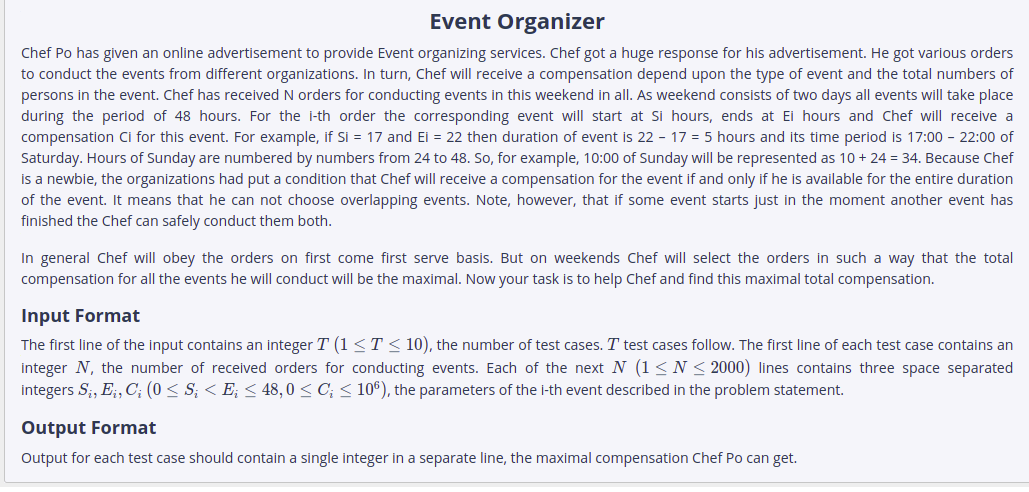 Event Organizer
Chef Po has given an online advertisement to provide Event organizing services. Chef got a huge response for his advertisement. He got various orders
to conduct the events from different organizations. In turn, Chef will receive a compensation depend upon the type of event and the total numbers of
persons in the event. Chef has received N orders for conducting events in this weekend in all. As weekend consists of two days all events will take place
during the period of 48 hours. For the i-th order the corresponding event will start at Si hours, ends at Ei hours and Chef will receive a
compensation Ci for this event. For example, if Si = 17 and Ei = 22 then duration of event is 22 – 17 = 5 hours and its time period is 17:00 – 22:00 of
Saturday. Hours of Sunday are numbered by numbers from 24 to 48. So, for example, 10:00 of Sunday will be represented as 10 + 24 = 34. Because Chef
is a newbie, the organizations had put a condition that Chef will receive a compensation for the event if and only if he is available for the entire duration
of the event. It means that he can not choose overlapping events. Note, however, that if some event starts just in the moment another event has
finished the Chef can safely conduct them both.
In general Chef will obey the orders on first come first serve basis. But on weekends Chef will select the orders in such a way that the total
compensation for all the events he will conduct will be the maximal. Now your task is to help Chef and find this maximal total compensation.
Input Format
The first line of the input contains an integer T (1 ≤ T ≤ 10), the number of test cases. T test cases follow. The first line of each test case contains an
integer N, the number of received orders for conducting events. Each of the next N (1 ≤ N ≤ 2000) lines contains three space separated
integers Sᵢ, Eᵢ, Cᵢ (0 ≤ Sᵢ < Eᵢ ≤ 48, 0 ≤ Cᵢ ≤ 10⁶), the parameters of the i-th event described in the problem statement.
Output Format
Output for each test case should contain a single integer in a separate line, the maximal compensation Chef Po can get.